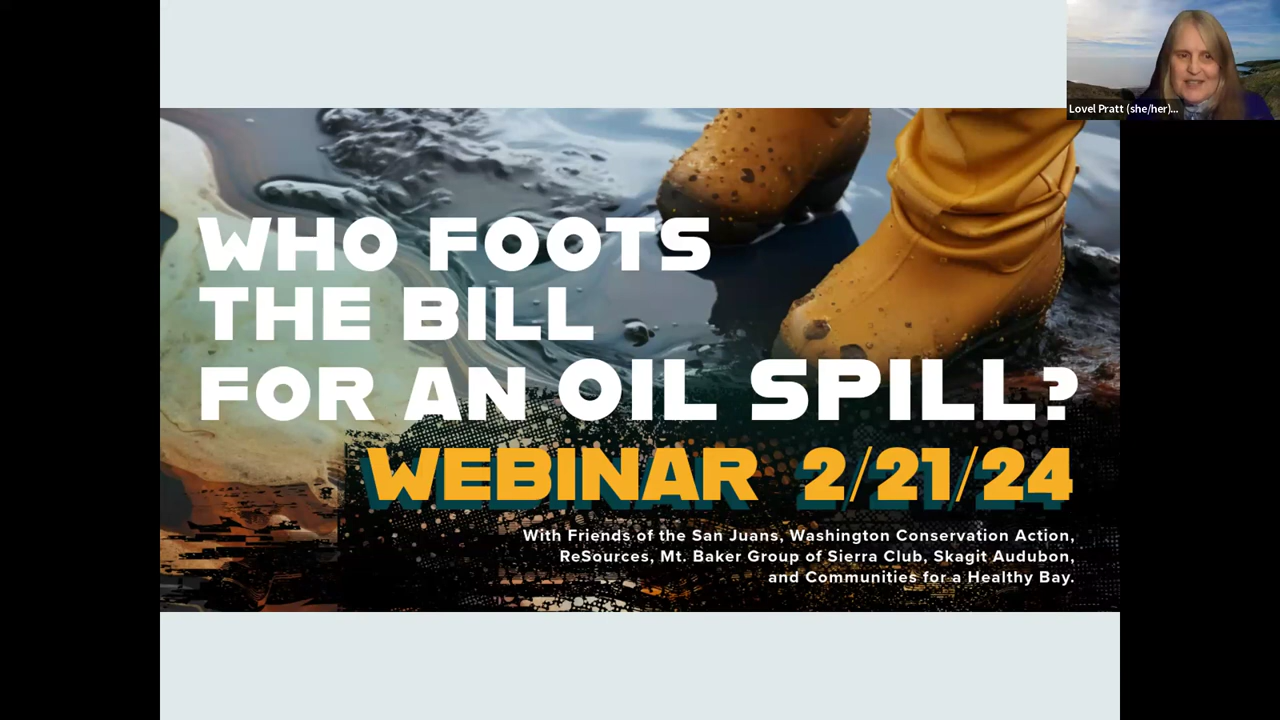 Lovel Pratt (she/her)...
WHO FOOTS
THE BILL
FOR AN OIL SPILL?
WEBINAR 2/21/24
With Friends of the San Juans, Washington Conservation Action,
ReSources, Mt. Baker Group of Sierra Club, Skagit Audubon,
and Communities for a Healthy Bay.